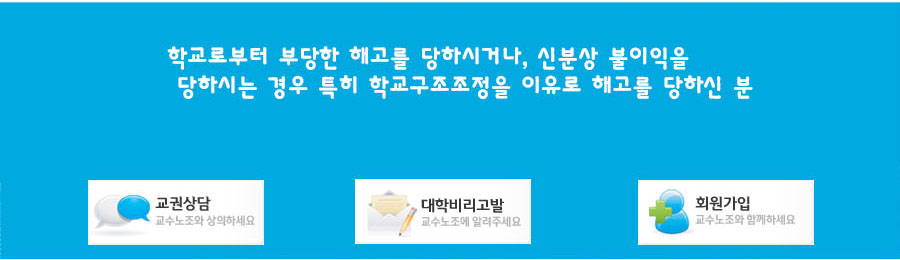 학교로부터 부당한 해고를 당하시거나, 신분상 불이익을
당하시는 경우 특히 학교구조조정을 이유로 해고를 당하신 분
교권상담
교수노조와 상의하세요
대학비리고발
교수노조에 알려주세요
회원가입
교수노조와 함께하세요